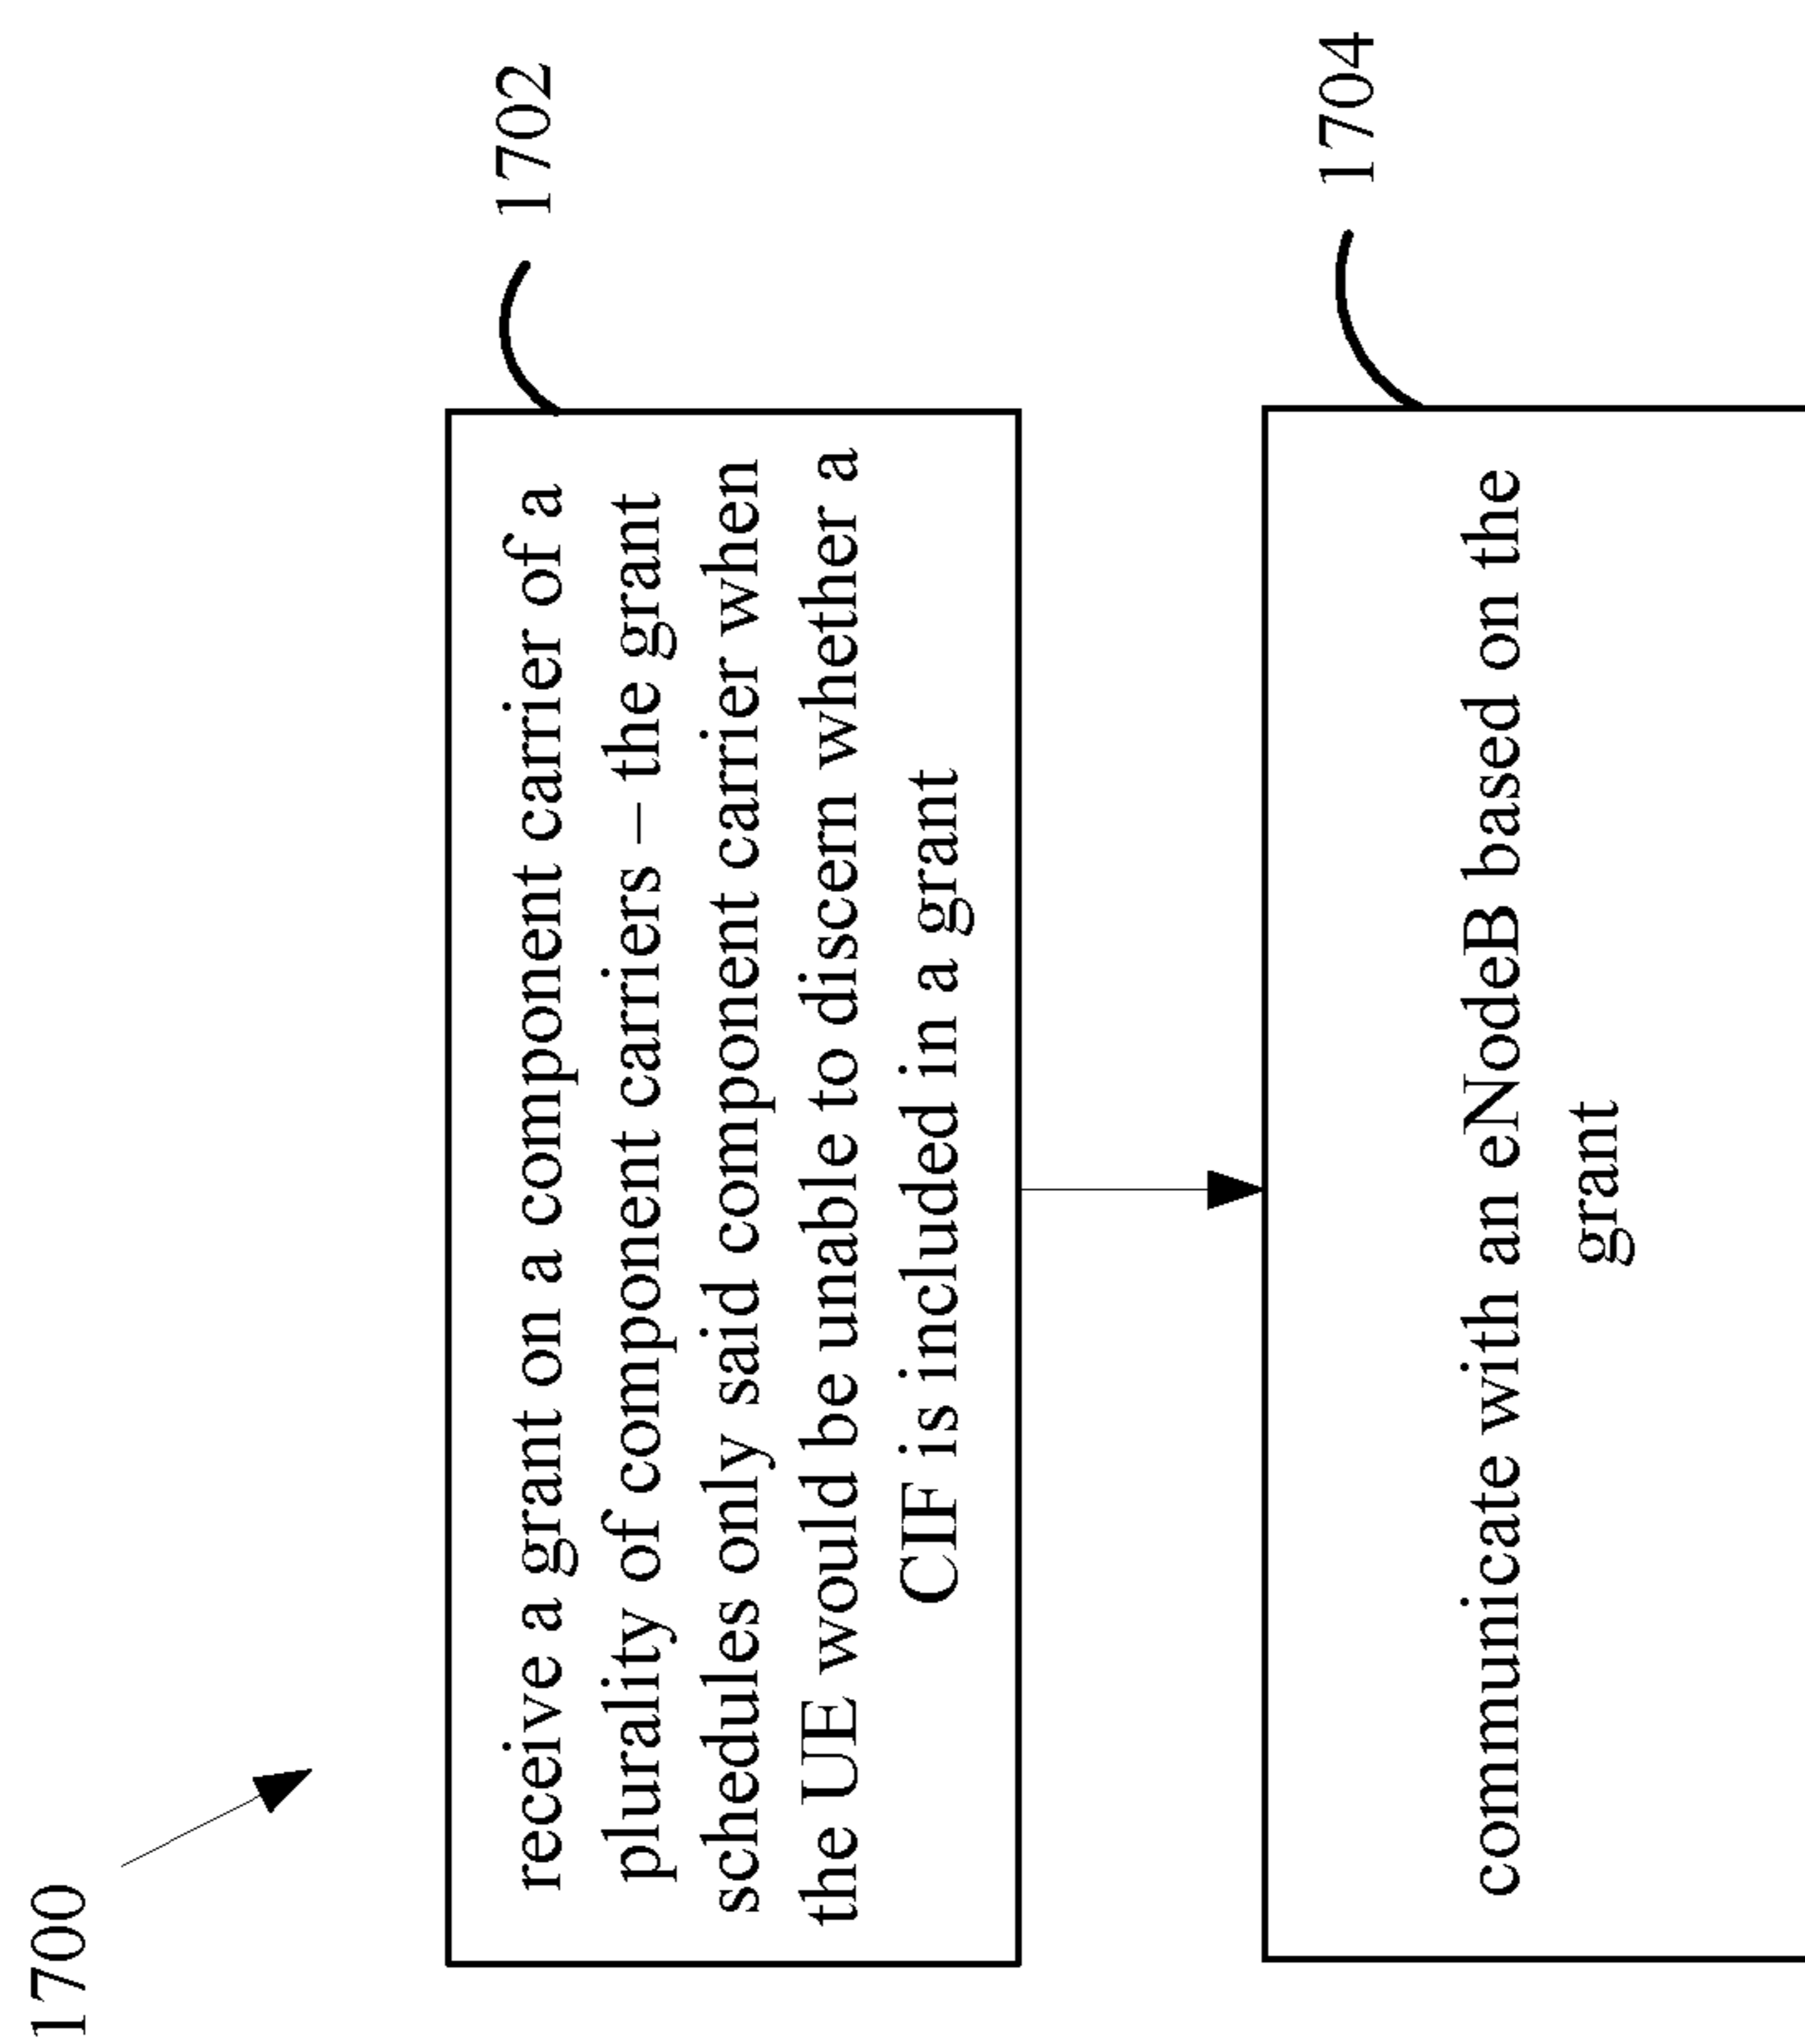 1700
1702
receive a grant on a component carrier of a
plurality of component carriers – the grant
schedules only said component carrier when
the UE would be unable to discern whether a
CIF is included in a grant
1704
communicate with an eNodeB based on the
grant